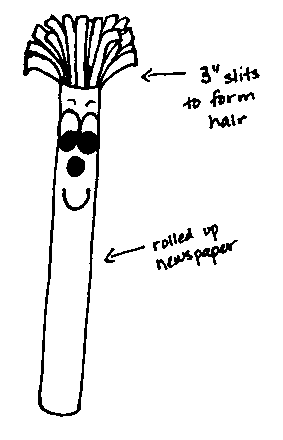 3" slits
to form
hair
rolled up
newspaper